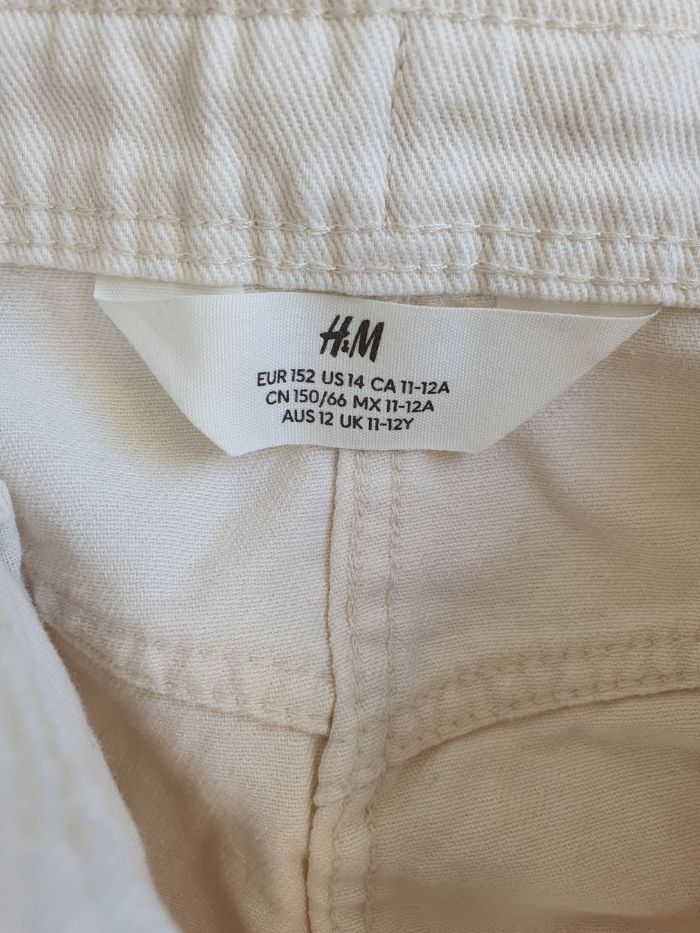 H&M
EUR 152 US 14 CA 11-12A
CN 150/66 MX 11-12A
AUS 12 UK 11-12Y